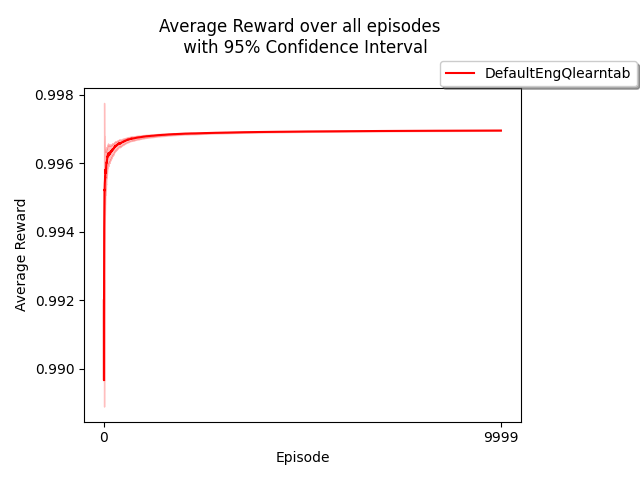 Average Reward over all episodes
with 95% Confidence Interval
DefaultEngQlearntab
0.998
0.996
0.994
0.992
0.990
Average Reward
0
9999
Episode